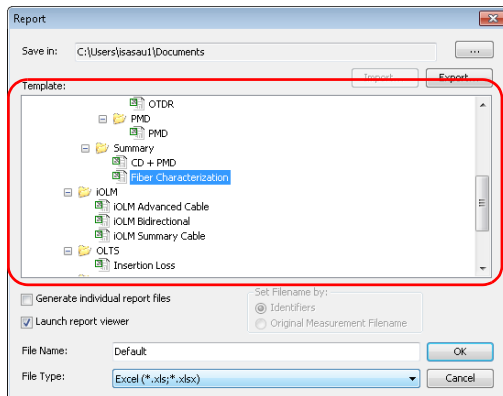 Report
Save in: C:\Users\isasau1\Documents ...
Import... Export...
Template:
OTDR
PMD
PMD
Summary
CD + PMD
Fiber Characterization
iOLM
iOLM Advanced Cable
iOLM Bidirectional
iOLM Summary Cable
OLTS
Insertion Loss
Generate individual report files
Set Filename by:
Identifiers
Launch report viewer
Original Measurement Filename
File Name: Default OK
File Type: Excel (*.xls;*.xlsx) Cancel